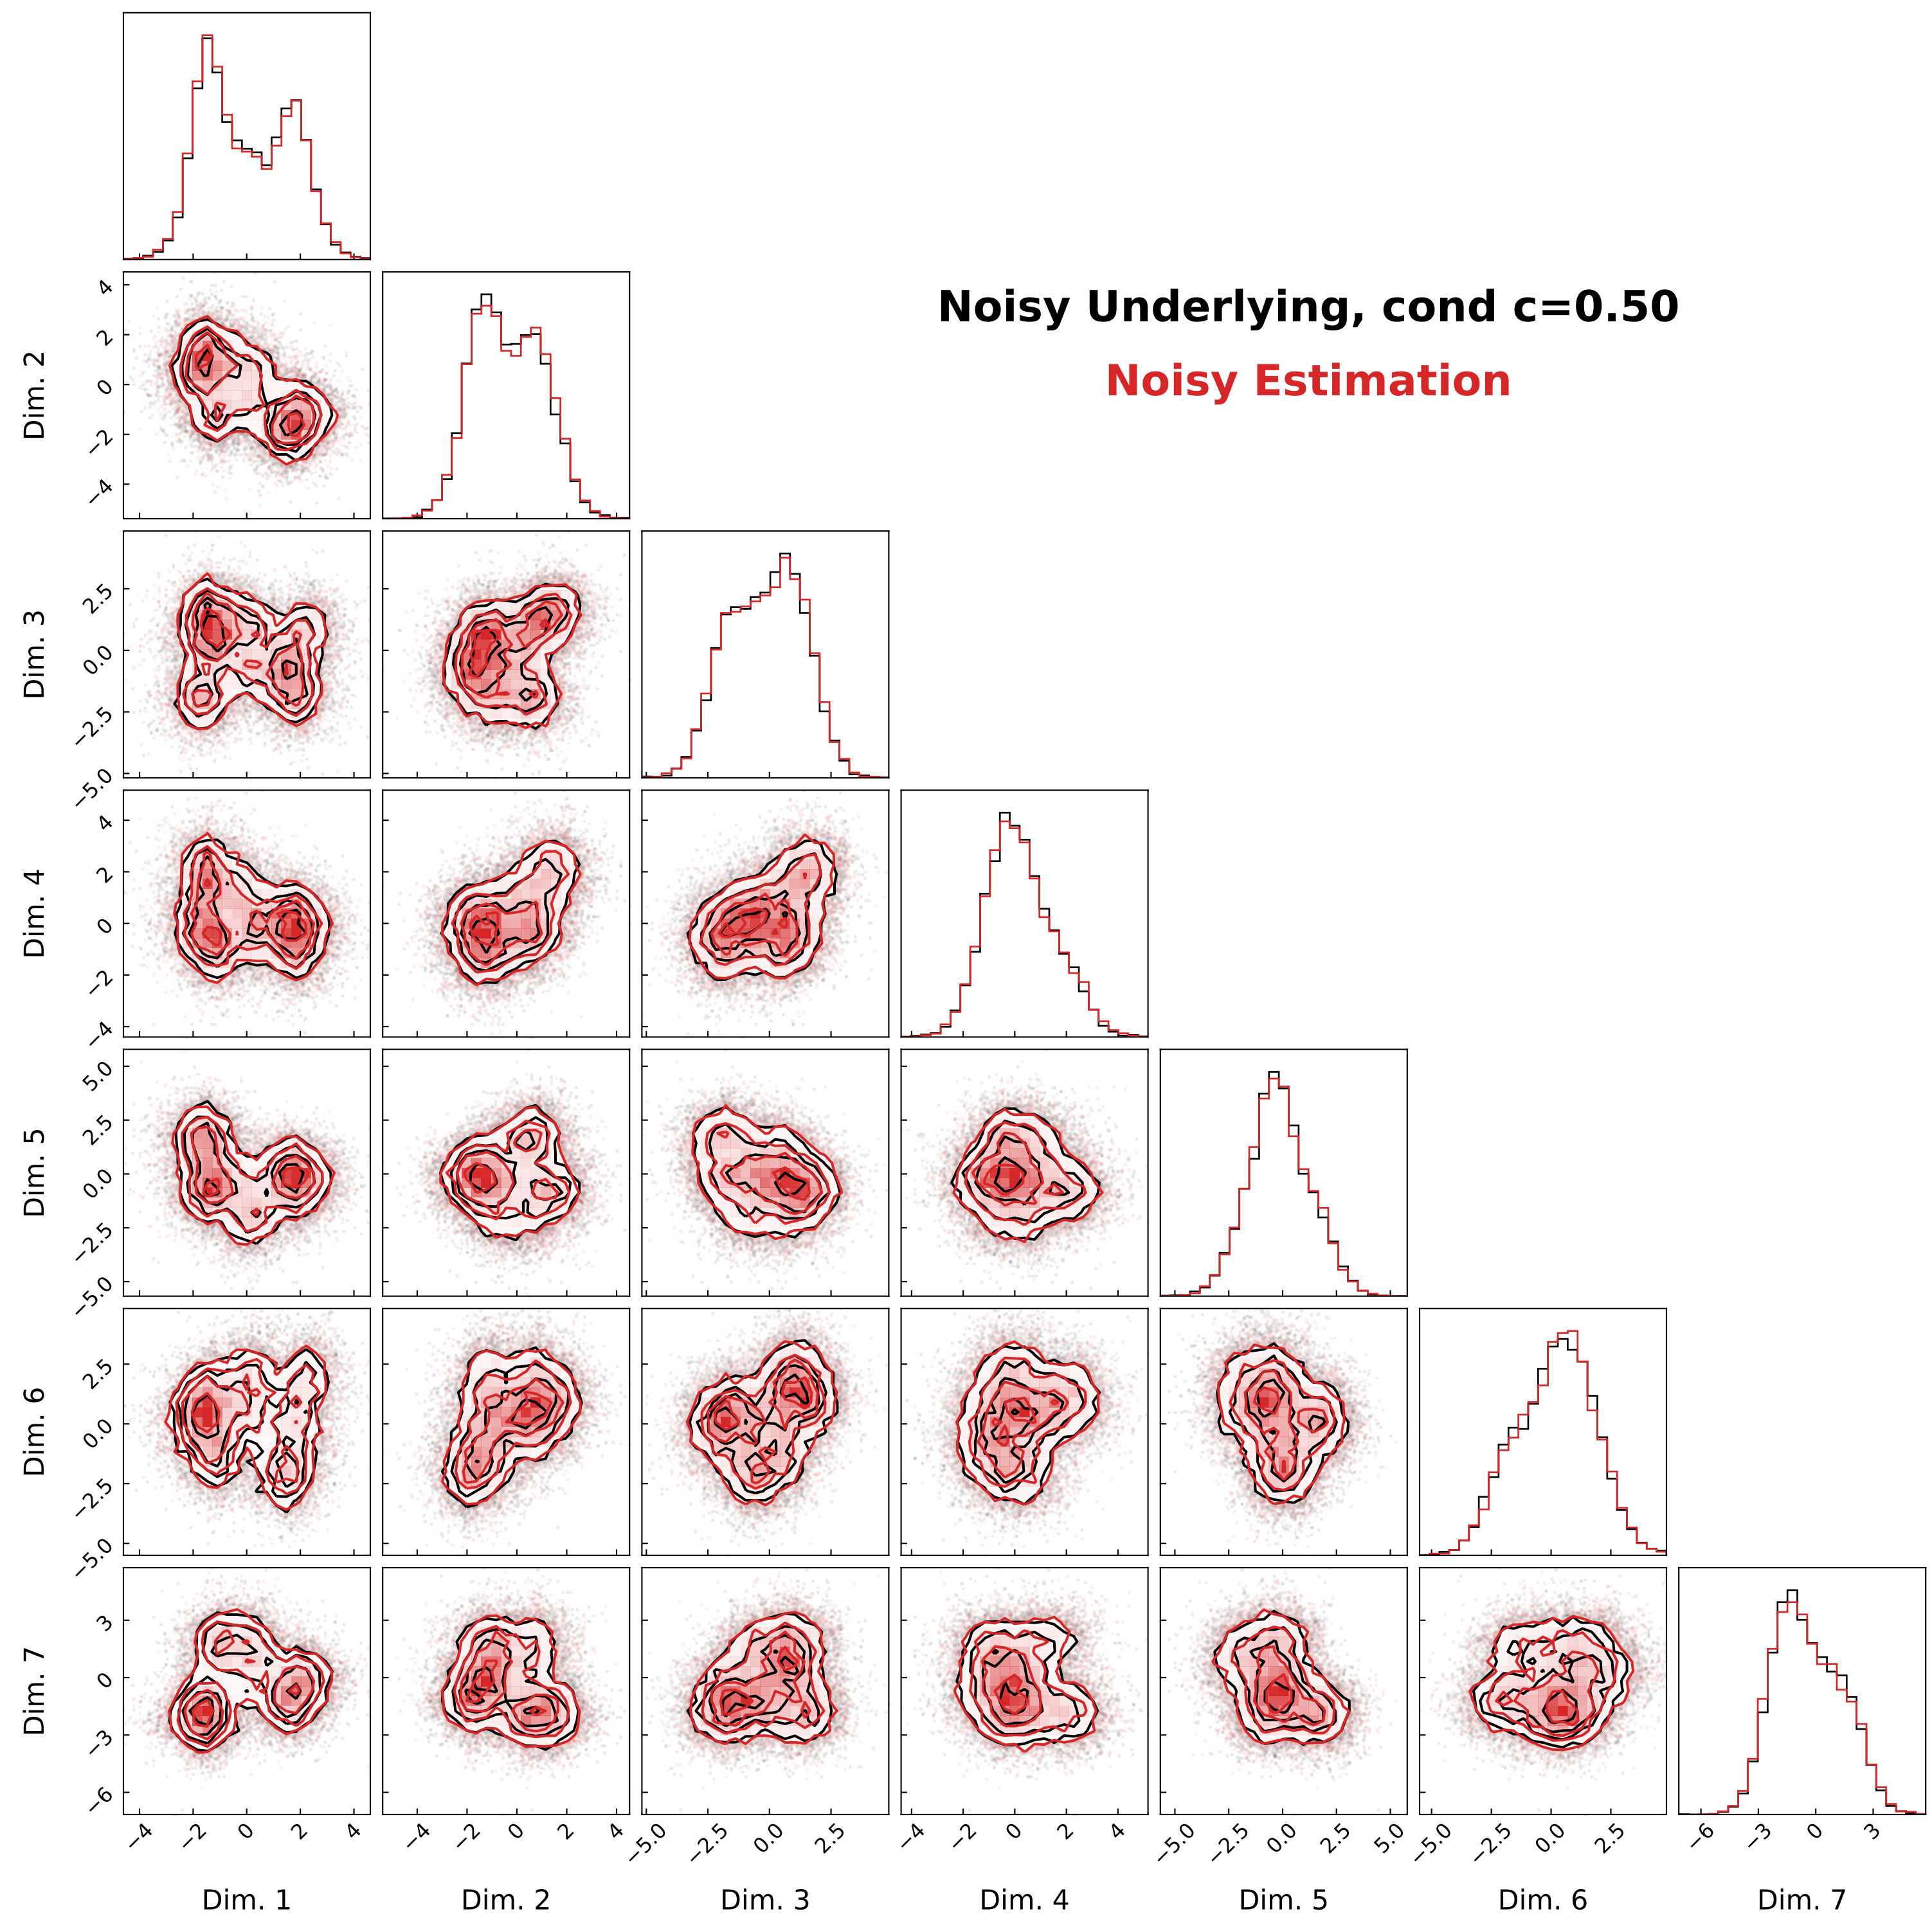 Noisy Underlying, cond c=0.50
Noisy Estimation
4
2
0
−2
−4
Dim. 2
2.5
0.0
−2.5
−5.0
Dim. 3
4
2
0
−2
−4
Dim. 4
5.0
2.5
0.0
−2.5
−5.0
Dim. 5
2.5
0.0
−2.5
−5.0
Dim. 6
3
0
−3
−6
Dim. 7
−4 −2 0 2 4 −4 −2 0 2 4 −5.0 −2.5 0.0 2.5 −4 −2 0 2 4 −5.0 −2.5 0.0 2.5 5.0 −5.0 −2.5 0.0 2.5 −6 −3 0 3
Dim. 1 Dim. 2 Dim. 3 Dim. 4 Dim. 5 Dim. 6 Dim. 7